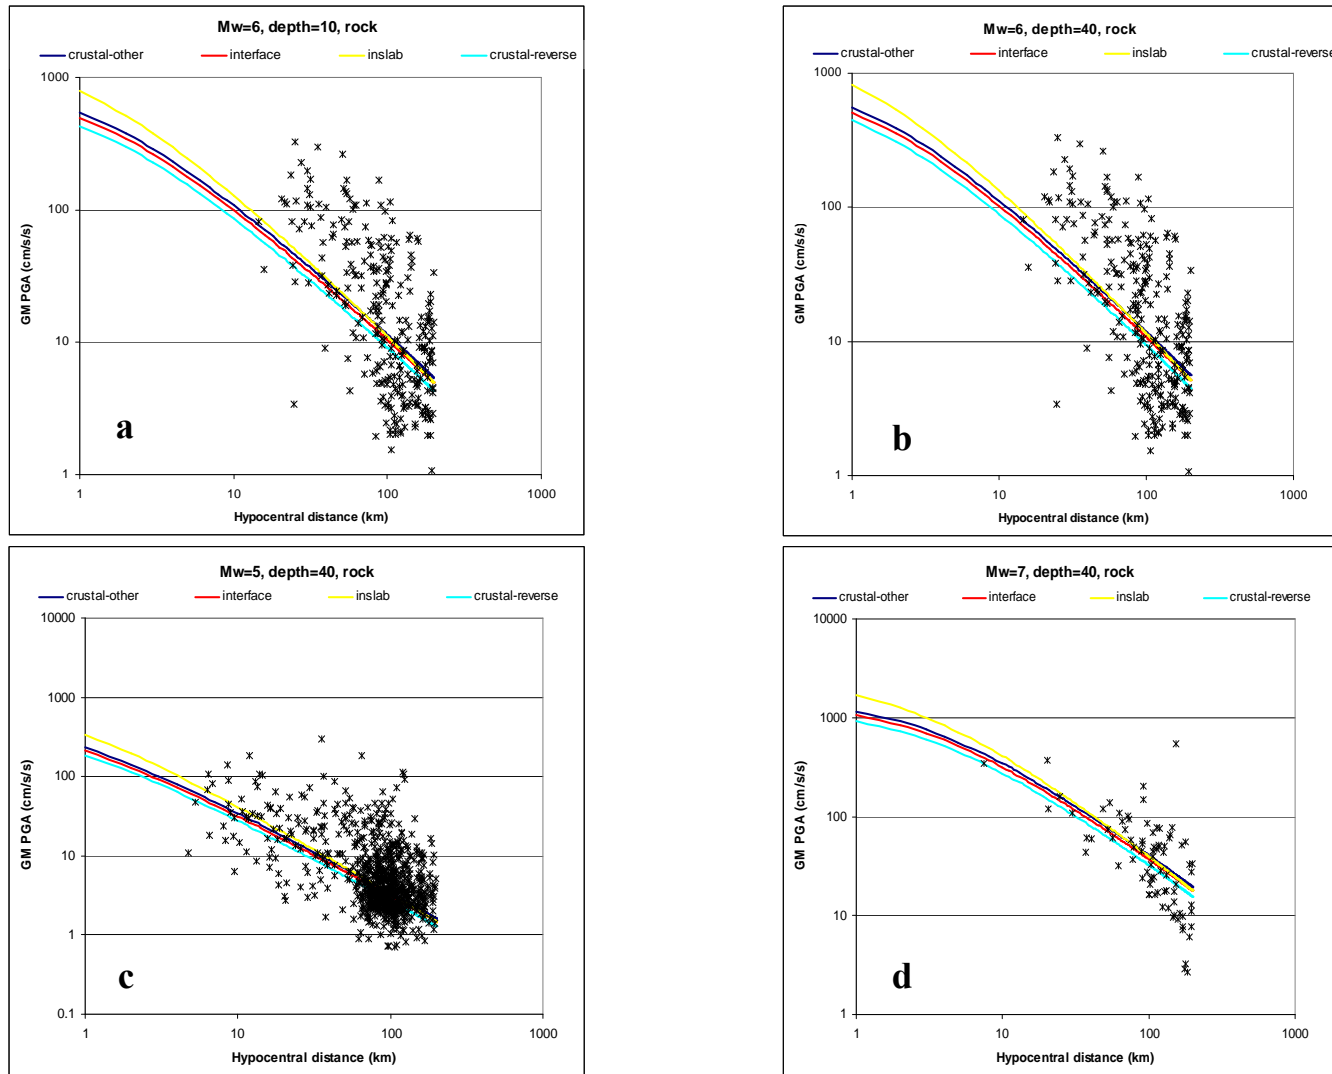 Mw=6, depth=10, rock
crustal-other interface inslab crustal-reverse
1000
100
10
1
GM PGA (cm/s/s)
a
1 10 100 1000
Hypocentral distance (km)
Mw=6, depth=40, rock
crustal-other interface inslab crustal-reverse
1000
100
10
1
GM PGA (cm/s/s)
b
1 10 100 1000
Hypocentral distance (km)
Mw=5, depth=40, rock
crustal-other interface inslab crustal-reverse
10000
1000
100
10
1
0.1
GM PGA (cm/s/s)
c
1 10 100 1000
Hypocentral distance (km)
Mw=7, depth=40, rock
crustal-other interface inslab crustal-reverse
10000
1000
100
10
1
GM PGA (cm/s/s)
d
1 10 100 1000
Hypocentral distance (km)